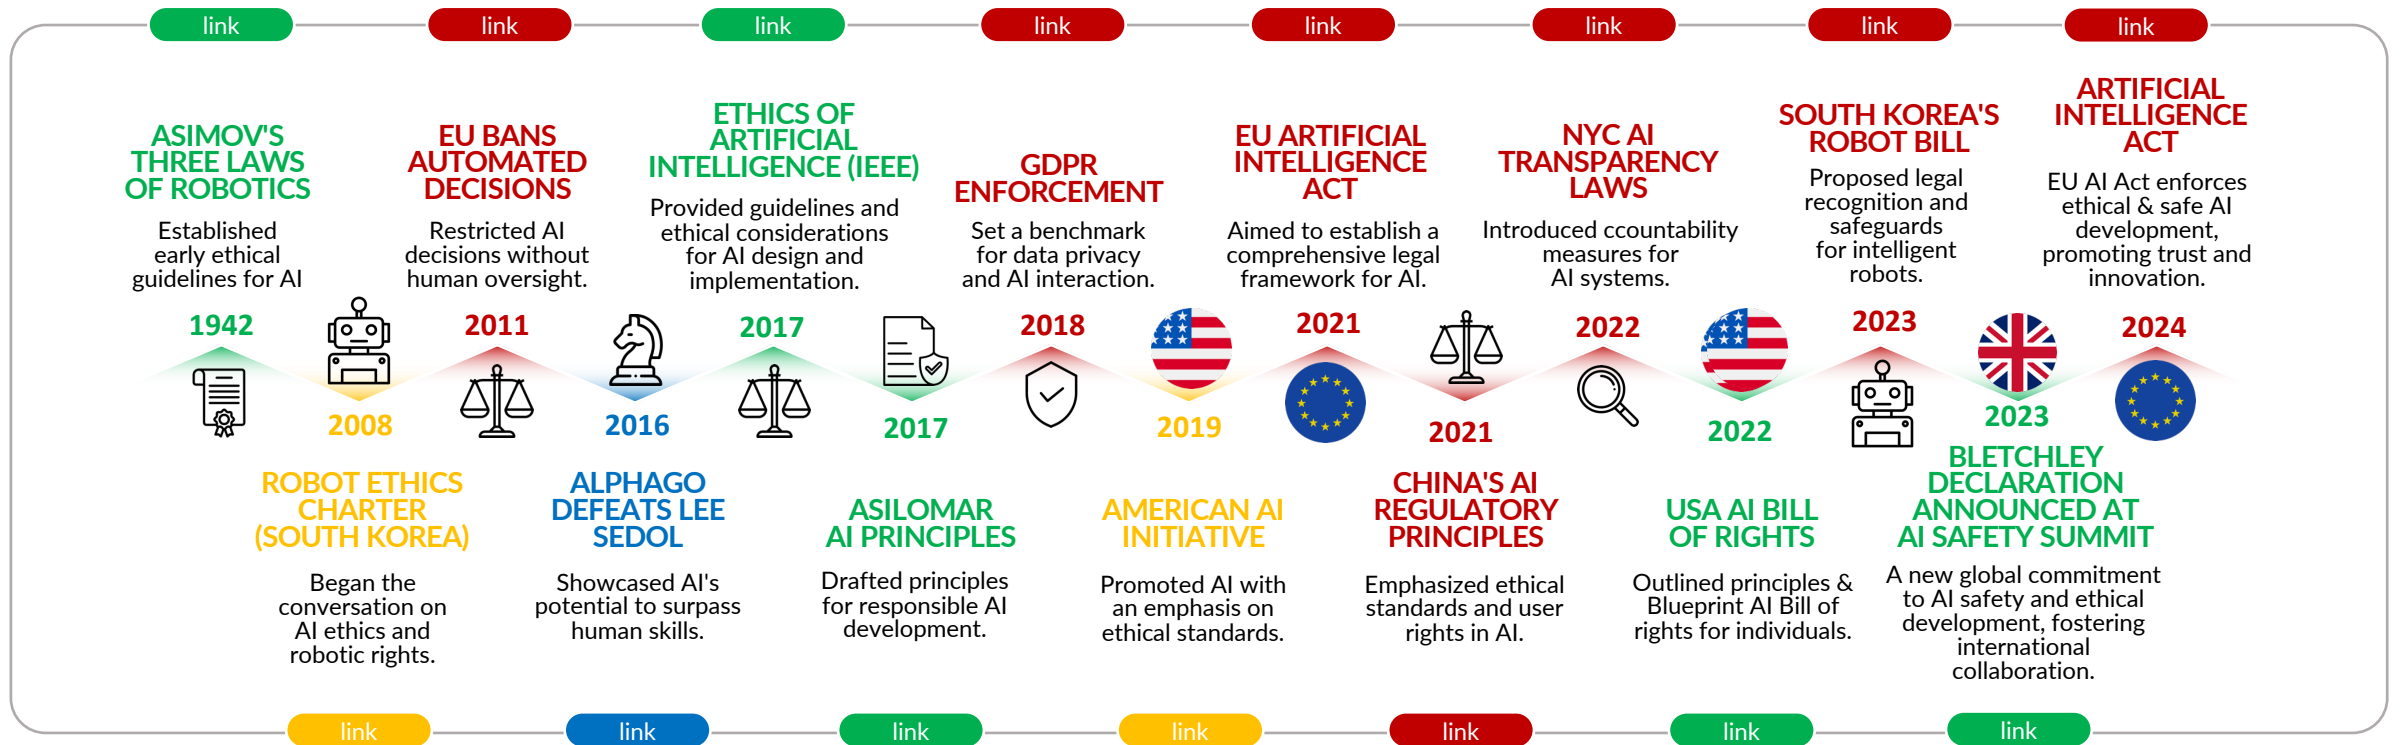 link
link
link
link
link
link
link
link
ASIMOV'S
THREE LAWS
OF ROBOTICS
Established
early ethical
guidelines for AI
1942
EU BANS
AUTOMATED
DECISIONS
Restricted AI
decisions without
human oversight.
2011
ETHICS OF
ARTIFICIAL
INTELLIGENCE (IEEE)
Provided guidelines and
ethical considerations
for AI design and
implementation.
2017
GDPR
ENFORCEMENT
Set a benchmark
for data privacy
and AI interaction.
2018
EU ARTIFICIAL
INTELLIGENCE
ACT
Aimed to establish a
comprehensive legal
framework for AI.
2021
NYC AI
TRANSPARENCY
LAWS
Introduced ccountability
measures for
AI systems.
2022
SOUTH KOREA'S
ROBOT BILL
Proposed legal
recognition and
safeguards
for intelligent
robots.
2023
ARTIFICIAL
INTELLIGENCE
ACT
EU AI Act enforces
ethical & safe AI
development,
promoting trust and
innovation.
2024
2008
ROBOT ETHICS
CHARTER
(SOUTH KOREA)
Began the
conversation on
AI ethics and
robotic rights.
2016
ALPHAGO
DEFEATS LEE
SEDOL
Showcased AI's
potential to surpass
human skills.
2017
ASILOMAR
AI PRINCIPLES
Drafted principles
for responsible AI
development.
2019
AMERICAN AI
INITIATIVE
Promoted AI with
an emphasis on
ethical standards.
2021
CHINA'S AI
REGULATORY
PRINCIPLES
Emphasized ethical
standards and user
rights in AI.
2022
USA AI BILL
OF RIGHTS
Outlined principles &
Blueprint AI Bill of
rights for individuals.
2023
BLETCHLEY
DECLARATION
ANNOUNCED AT
AI SAFETY SUMMIT
A new global commitment
to AI safety and ethical
development, fostering
international
collaboration.
link
link
link
link
link
link
link